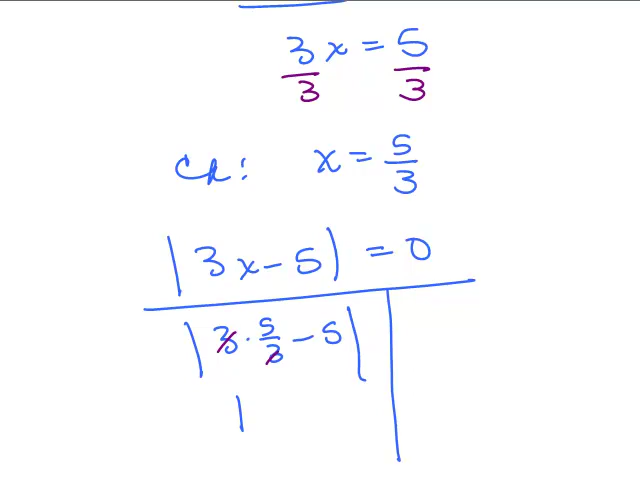 3x = 5
3 3
Ck: x = 5/3
|3x - 5| = 0
|3 · 5/3 - 5|
|